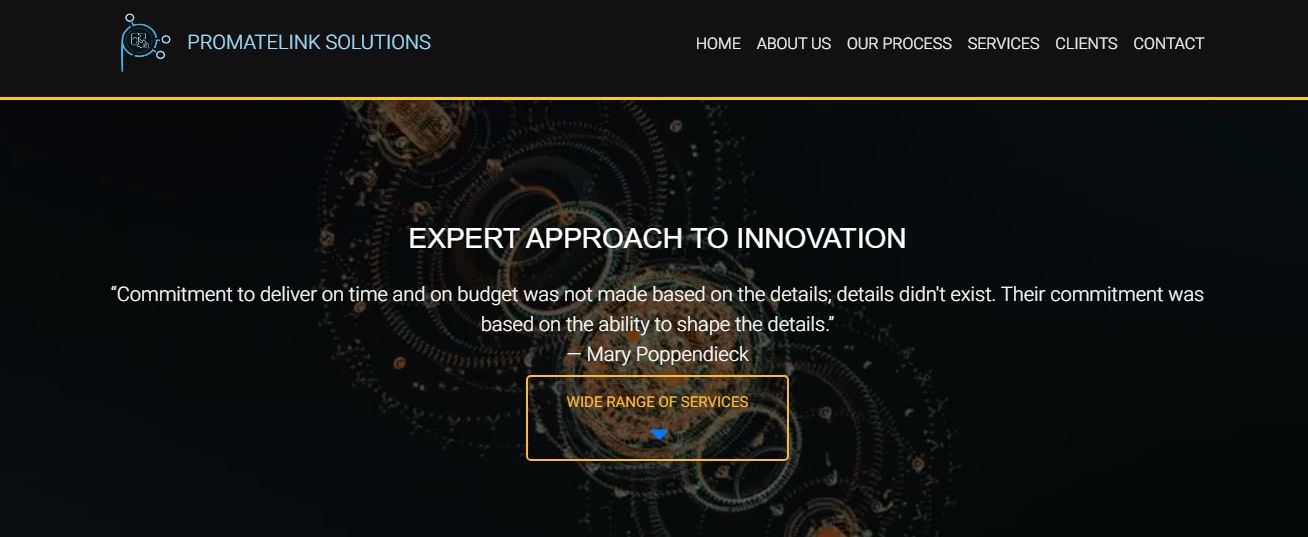 PROMATELINK SOLUTIONS
HOME ABOUT US OUR PROCESS SERVICES CLIENTS CONTACT
EXPERT APPROACH TO INNOVATION
“Commitment to deliver on time and on budget was not made based on the details; details didn't exist. Their commitment was
based on the ability to shape the details.”
— Mary Poppendieck
WIDE RANGE OF SERVICES